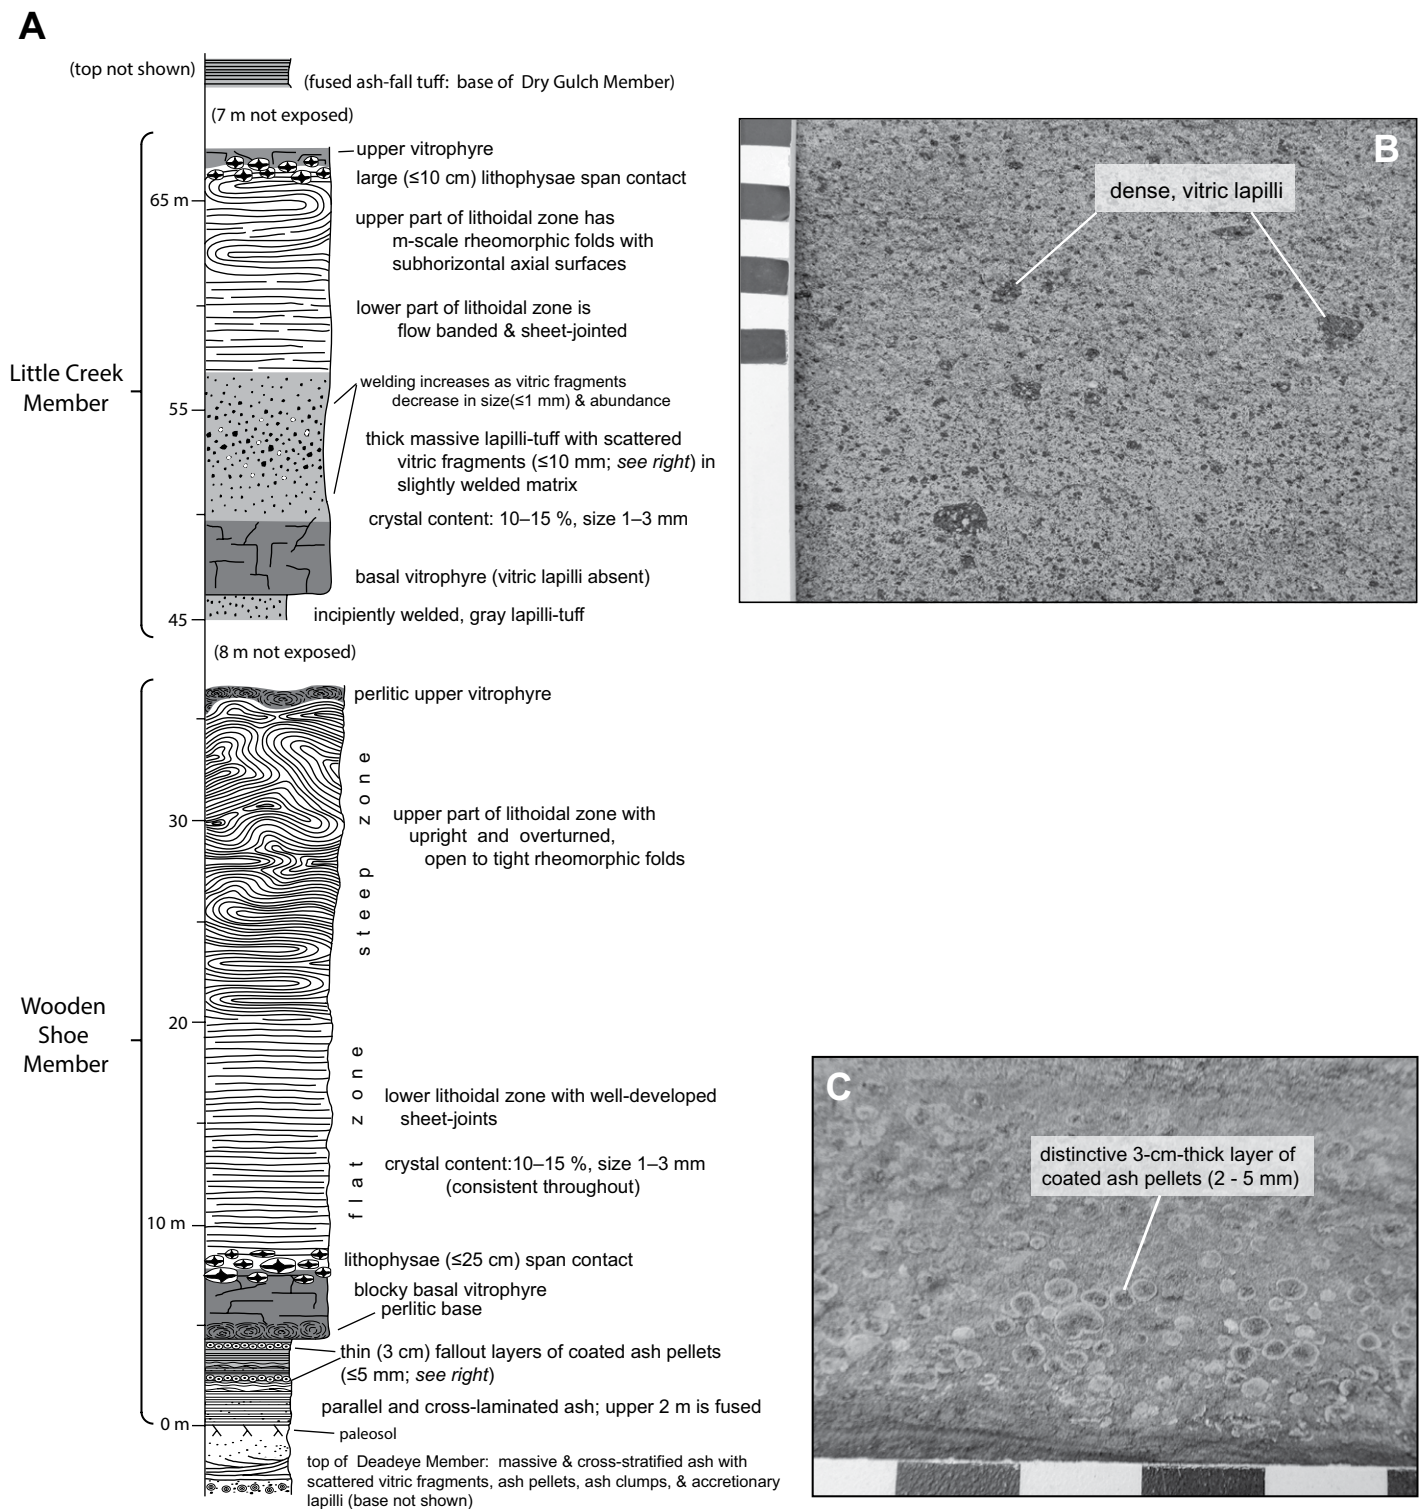 A
(top not shown)
(fused ash-fall tuff: base of Dry Gulch Member)
(7 m not exposed)
upper vitrophyre
large (≤10 cm) lithophysae span contact
65 m
upper part of lithoidal zone has
m-scale rheomorphic folds with
subhorizontal axial surfaces
lower part of lithoidal zone is
flow banded & sheet-jointed
Little Creek
Member
welding increases as vitric fragments
decrease in size(≤1 mm) & abundance
55
thick massive lapilli-tuff with scattered
vitric fragments (≤10 mm; see right) in
slightly welded matrix
crystal content: 10–15 %, size 1–3 mm
basal vitrophyre (vitric lapilli absent)
incipiently welded, gray lapilli-tuff
45
(8 m not exposed)
perlitic upper vitrophyre
steep zone
30
upper part of lithoidal zone with
upright and overturned,
open to tight rheomorphic folds
Wooden
Shoe
Member
20
flat zone
lower lithoidal zone with well-developed
sheet-joints
crystal content:10–15 %, size 1–3 mm
(consistent throughout)
10 m
lithophysae (≤25 cm) span contact
blocky basal vitrophyre
perlitic base
thin (3 cm) fallout layers of coated ash pellets
(≤5 mm; see right)
parallel and cross-laminated ash; upper 2 m is fused
0 m
paleosol
top of Deadeye Member: massive & cross-stratified ash with
scattered vitric fragments, ash pellets, ash clumps, & accretionary
lapilli (base not shown)
B
dense, vitric lapilli
C
distinctive 3-cm-thick layer of
coated ash pellets (2 - 5 mm)